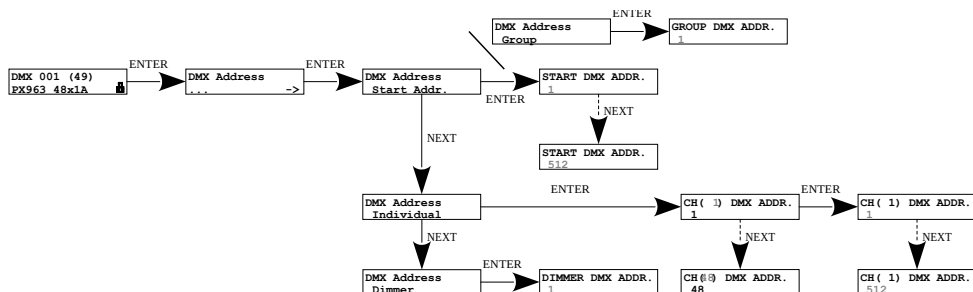 ENTER
DMX Address
Group
GROUP DMX ADDR.
1
DMX 001 (49)
PX963 48x1A
ENTER
DMX Address
... ->
ENTER
DMX Address
Start Addr.
ENTER
START DMX ADDR.
1
NEXT
NEXT
START DMX ADDR.
512
DMX Address
Individual
ENTER
CH( 1) DMX ADDR.
1
ENTER
CH( 1) DMX ADDR.
1
NEXT
NEXT
NEXT
DMX Address
Dimmer
ENTER
DIMMER DMX ADDR.
1
CH(48) DMX ADDR.
48
CH( 1) DMX ADDR.
512